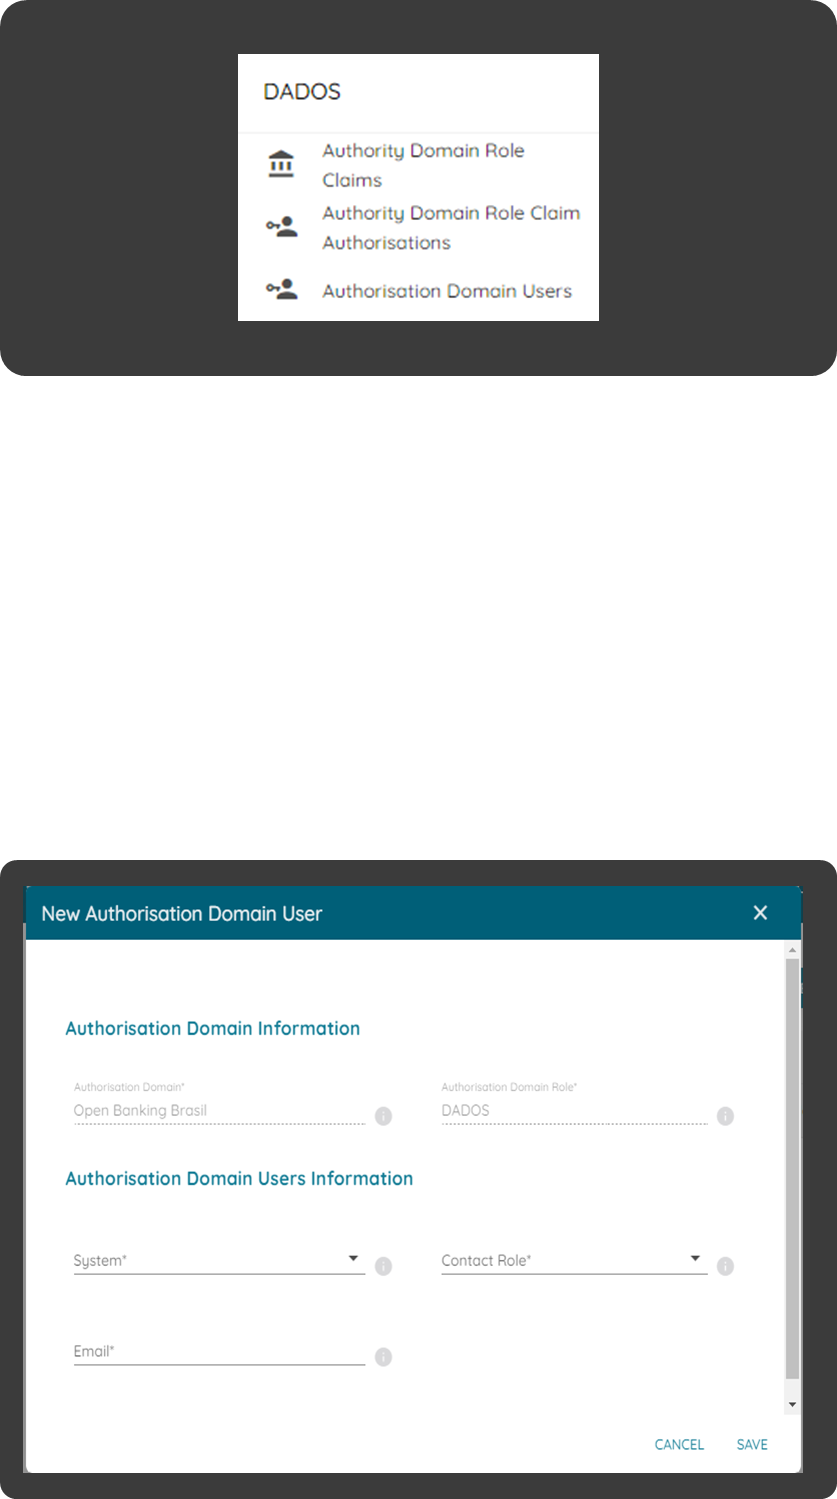 DADOS
Authority Domain Role
Claims
Authority Domain Role Claim
Authorisations
Authorisation Domain Users
New Authorisation Domain User
Authorisation Domain Information
Authorisation Domain* Authorisation Domain Role*
Open Banking Brasil DADOS
Authorisation Domain Users Information
System* Contact Role*
Email*
CANCEL SAVE